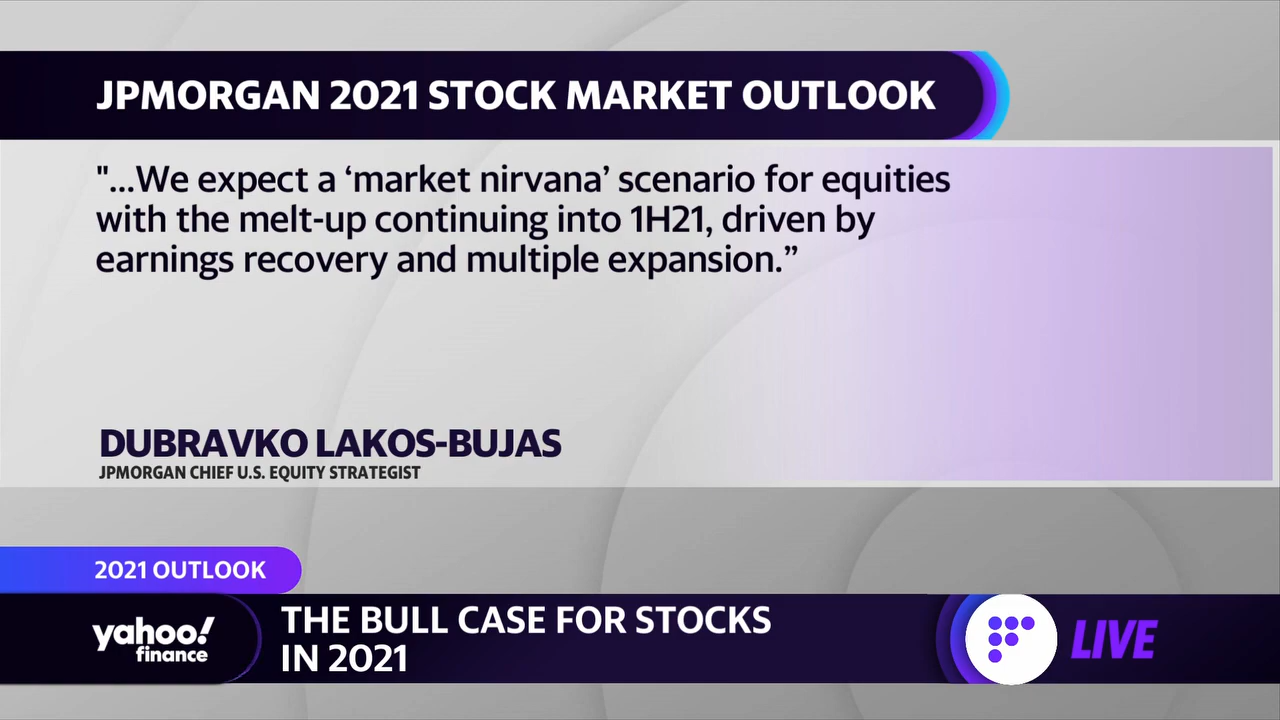 JPMORGAN 2021 STOCK MARKET OUTLOOK
"...We expect a ‘market nirvana’ scenario for equities
with the melt-up continuing into 1H21, driven by
earnings recovery and multiple expansion.”
DUBRAVKO LAKOS-BUJAS
JPMORGAN CHIEF U.S. EQUITY STRATEGIST
2021 OUTLOOK
yahoo!
finance
THE BULL CASE FOR STOCKS
IN 2021
LIVE